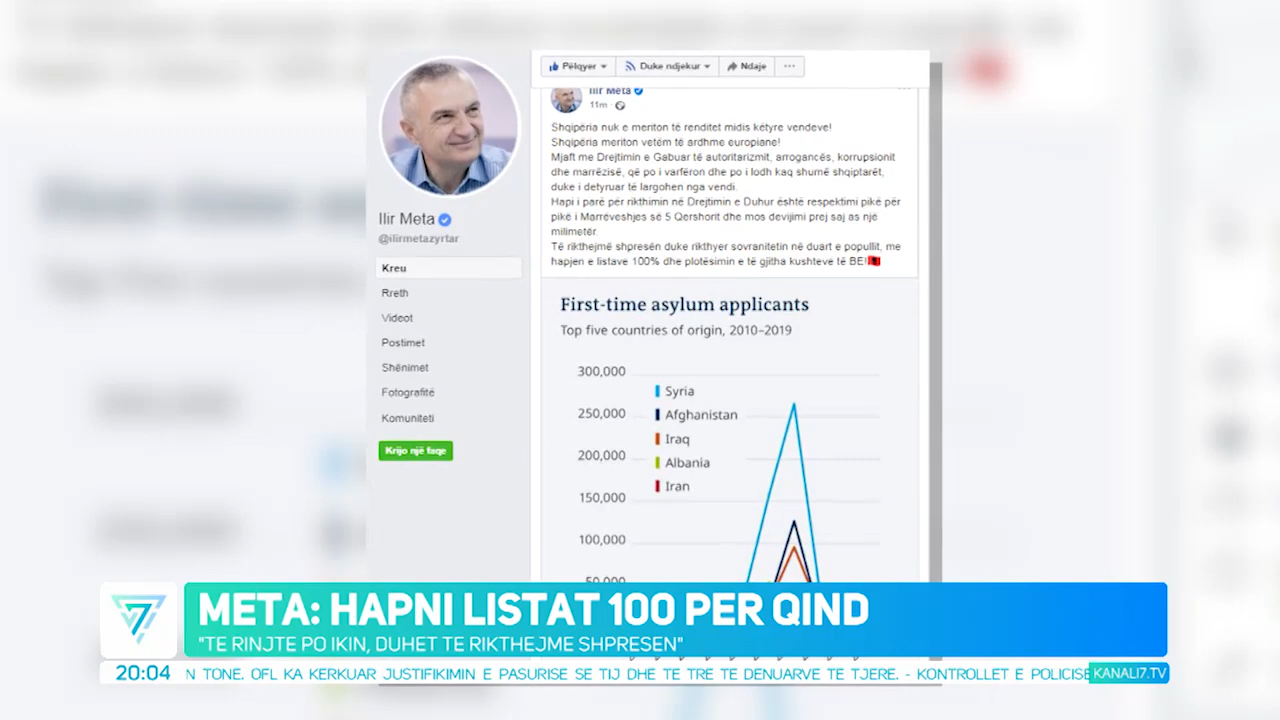 Pëlqyer
Duke ndjekur
Ndaje
Ilir Meta
11m
Shqipëria nuk e meriton të renditet midis këtyre vendeve!
Shqipëria meriton vetëm të ardhme europiane!
Mjaft me Drejtimin e Gabuar të autoritarizmit, arrogancës, korrupsionit
dhe marrëzisë, që po i varfëron dhe po i lodh kaq shumë shqiptarët,
duke i detyruar të largohen nga vendi.
Hapi i parë për rikthimin në Drejtimin e Duhur është respektimi pikë për
pikë i Marrëveshjes së 5 Qershorit dhe mos devijimi prej saj as një
milimetër.
Të rikthejmë shpresën duke rikthyer sovranitetin në duart e popullit, me
hapjen e listave 100% dhe plotësimin e të gjitha kushteve të BE!
Ilir Meta
@ilirmetazyrtar
Kreu
Rreth
Videot
Postimet
Shënimet
Fotografitë
Komuniteti
Krijo një faqe
First-time asylum applicants
Top five countries of origin, 2010–2019
300,000
250,000
200,000
150,000
100,000
50,000
Syria
Afghanistan
Iraq
Albania
Iran
META: HAPNI LISTAT 100 PER QIND
"TE RINJTE PO IKIN, DUHET TE RIKTHEJME SHPRESEN"
20:04
N TONE. OFL KA KERKUAR JUSTIFIKIMIN E PASURISE SE TIJ DHE TE TRE TE DENUARVE TE TJERE. - KONTROLLET E POLICISE
KANALI7.TV